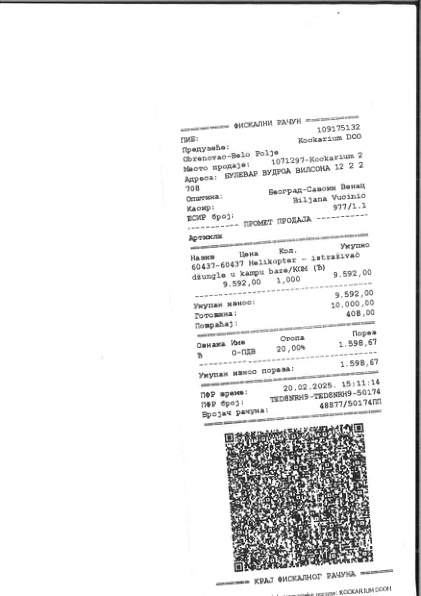 ============ ФИСКАЛНИ РАЧУН ============
ПИБ: 109175132
Предузеће: Kockarium DOO
Obrenovac-Belo Polje
Место продаје: 1071297-Kockarium 2
Адреса: БУЛЕВАР ВУДРОА ВИЛСОНА 12 2 2
708
Општина: Београд-Савски Венац
Касир: Biljana Vucinic
ЕСИР број: 977/1.1
----------- ПРОМЕТ ПРОДАЈА -----------
Артикли
========================================
Назив Цена Кол. Укупно
60437-60437 Helikopter - istraživač
džungle u kampu baze/KOM (Ђ)
9.592,00 1,000 9.592,00
----------------------------------------
Укупан износ: 9.592,00
Готовина: 10.000,00
Повраћај: 408,00
========================================
Ознака Име Стопа Порез
Ђ О-ПДВ 20,00% 1.598,67
----------------------------------------
Укупан износ пореза: 1.598,67
========================================
ПФР време: 20.02.2025. 15:11:14
ПФР број: TED8NRH9-TED8NRH9-50174
Бројач рачуна: 48877/50174ПП
========================================
======== КРАЈ ФИСКАЛНОГ РАЧУНА ========
KOCKARIUM DOOH